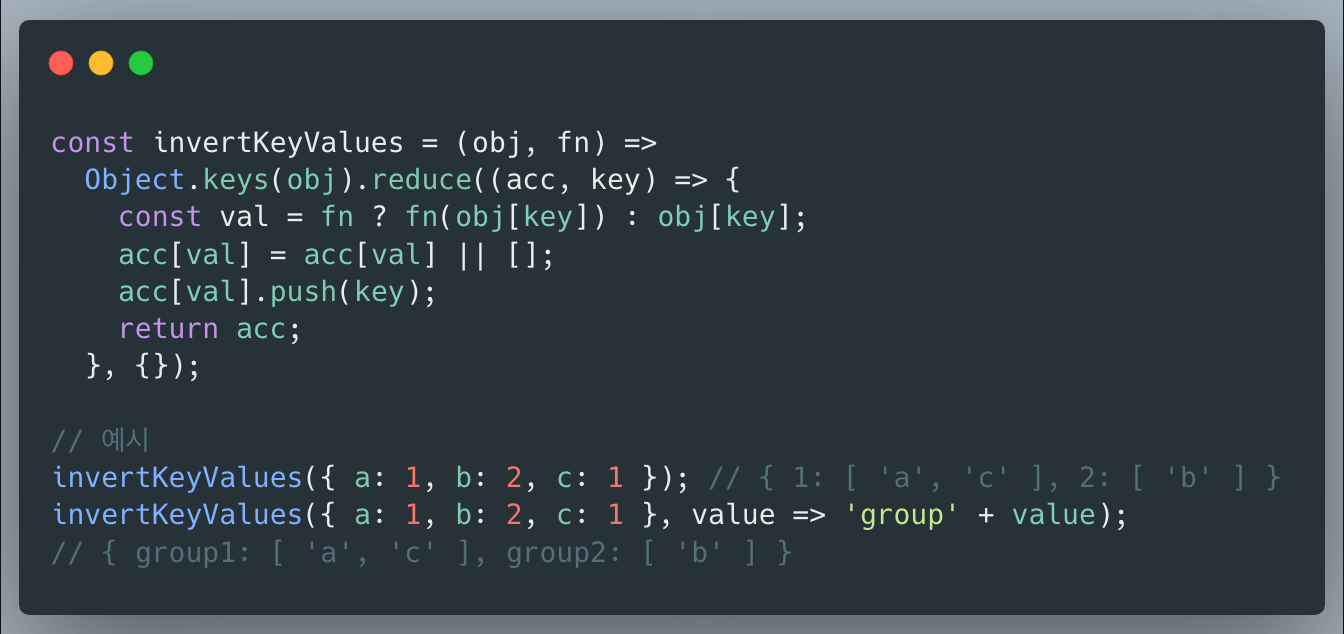 const invertKeyValues = (obj, fn) =>
  Object.keys(obj).reduce((acc, key) => {
    const val = fn ? fn(obj[key]) : obj[key];
    acc[val] = acc[val] || [];
    acc[val].push(key);
    return acc;
  }, {});

// 예시
invertKeyValues({ a: 1, b: 2, c: 1 }); // { 1: [ 'a', 'c' ], 2: [ 'b' ] }
invertKeyValues({ a: 1, b: 2, c: 1 }, value => 'group' + value);
// { group1: [ 'a', 'c' ], group2: [ 'b' ] }